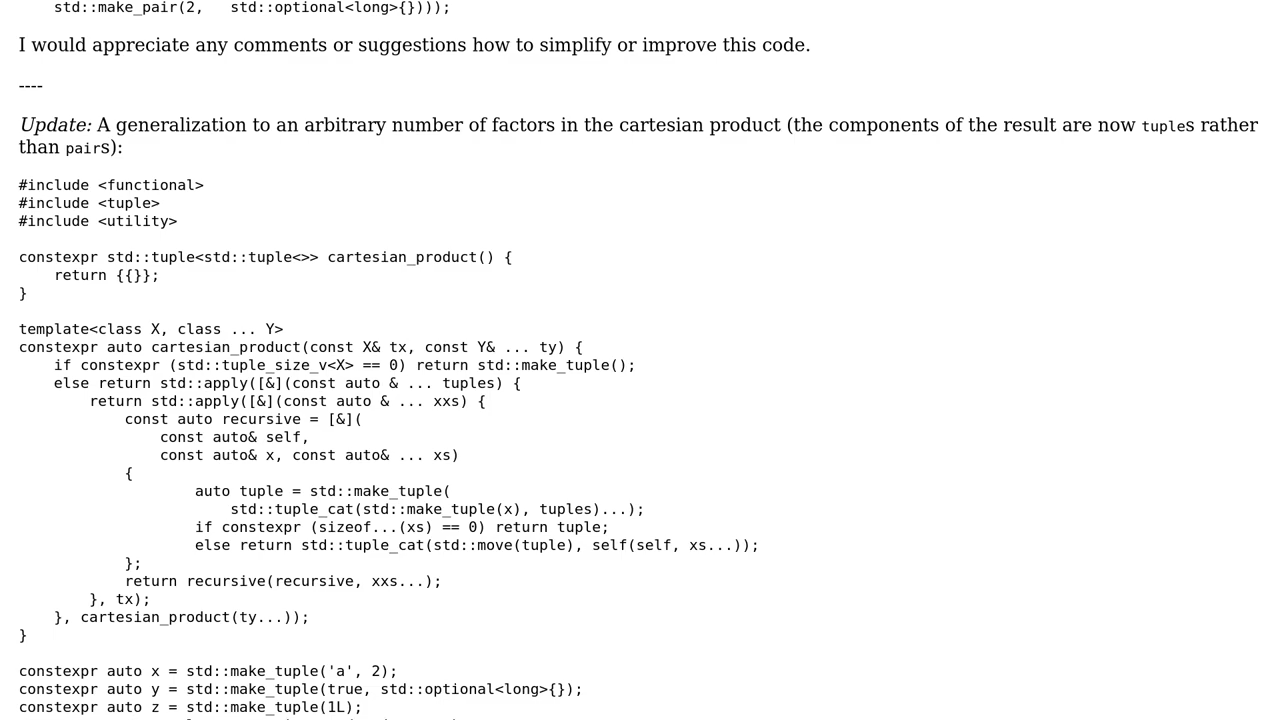 std::make_pair(2,   std::optional<long>{})));
I would appreciate any comments or suggestions how to simplify or improve this code.
----
Update: A generalization to an arbitrary number of factors in the cartesian product (the components of the result are now tuples rather
than pairs):
#include <functional>
#include <tuple>
#include <utility>
constexpr std::tuple<std::tuple<>> cartesian_product() {
    return {{}};
}
template<class X, class ... Y>
constexpr auto cartesian_product(const X& tx, const Y& ... ty) {
    if constexpr (std::tuple_size_v<X> == 0) return std::make_tuple();
    else return std::apply([&](const auto & ... tuples) {
        return std::apply([&](const auto & ... xxs) {
            const auto recursive = [&](
                const auto& self,
                const auto& x, const auto& ... xs)
            {
                    auto tuple = std::make_tuple(
                        std::tuple_cat(std::make_tuple(x), tuples)...);
                    if constexpr (sizeof...(xs) == 0) return tuple;
                    else return std::tuple_cat(std::move(tuple), self(self, xs...));
            };
            return recursive(recursive, xxs...);
        }, tx);
    }, cartesian_product(ty...));
}
constexpr auto x = std::make_tuple('a', 2);
constexpr auto y = std::make_tuple(true, std::optional<long>{});
constexpr auto z = std::make_tuple(1L);